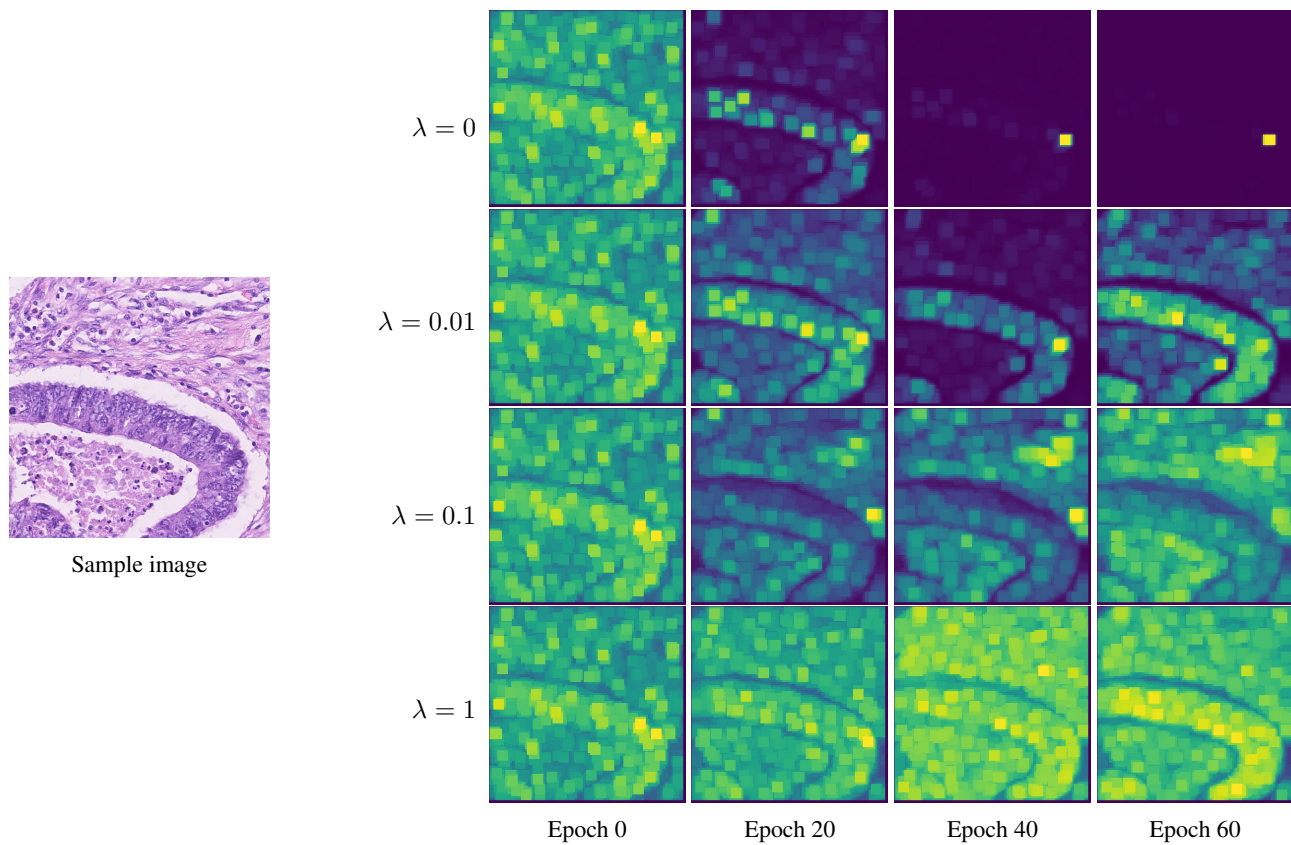 λ = 0
λ = 0.01
Sample image
λ = 0.1
λ = 1
Epoch 0
Epoch 20
Epoch 40
Epoch 60